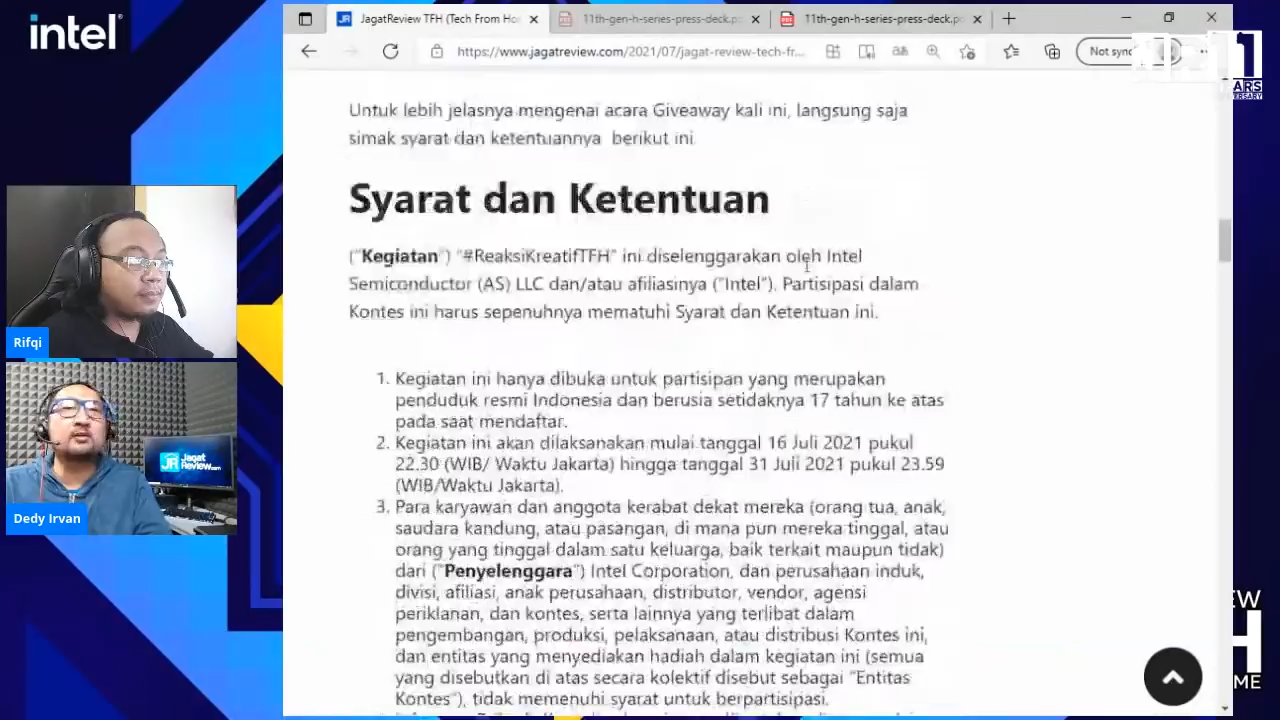 intel
JagatReview TFH (Tech From Ho
11th-gen-h-series-press-deck.pc
11th-gen-h-series-press-deck.pc
https://www.jagatreview.com/2021/07/jagat-review-tech-fr...
Not sync
Untuk lebih jelasnya mengenai acara Giveaway kali ini, langsung saja
simak syarat dan ketentuannya berikut ini
Syarat dan Ketentuan
("Kegiatan") "#ReaksiKreatifTFH" ini diselenggarakan oleh Intel
Semiconductor (AS) LLC dan/atau afiliasinya ("Intel"). Partisipasi dalam
Kontes ini harus sepenuhnya mematuhi Syarat dan Ketentuan Ini.
1. Kegiatan ini hanya dibuka untuk partisipan yang merupakan
penduduk resmi Indonesia dan berusia setidaknya 17 tahun ke atas
pada saat mendaftar.
2. Kegiatan ini akan dilaksanakan mulai tanggal 16 Juli 2021 pukul
22.30 (WIB/ Waktu Jakarta) hingga tanggal 31 Juli 2021 pukul 23.59
(WIB/Waktu Jakarta).
3. Para karyawan dan anggota kerabat dekat mereka (orang tua, anak,
saudara kandung, atau pasangan, di mana pun mereka tinggal, atau
orang yang tinggal dalam satu keluarga, baik terkait maupun tidak)
dari ("Penyelenggara") Intel Corporation, dan perusahaan induk,
divisi, afiliasi, anak perusahaan, distributor, vendor, agensi
periklanan, dan kontes, serta lainnya yang terlibat dalam
pengembangan, produksi, pelaksanaan, atau distribusi Kontes ini,
dan entitas yang menyediakan hadiah dalam kegiatan ini (semua
yang disebutkan di atas secara kolektif disebut sebagai "Entitas
Kontes"), tidak memenuhi syarat untuk berpartisipasi.
Rifqi
JR Jagat
Review.com
Dedy Irvan